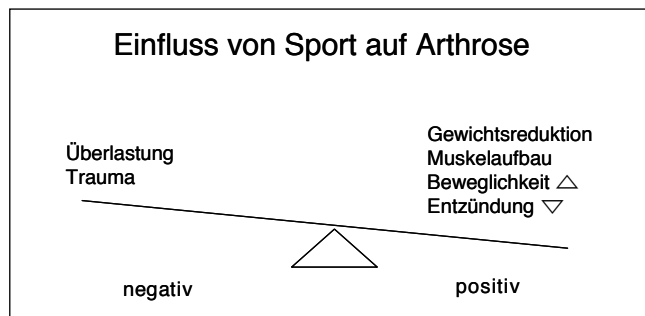 Einfluss von Sport auf Arthrose
Überlastung
Trauma
Gewichtsreduktion
Muskelaufbau
Beweglichkeit △
Entzündung ▽
negativ
positiv